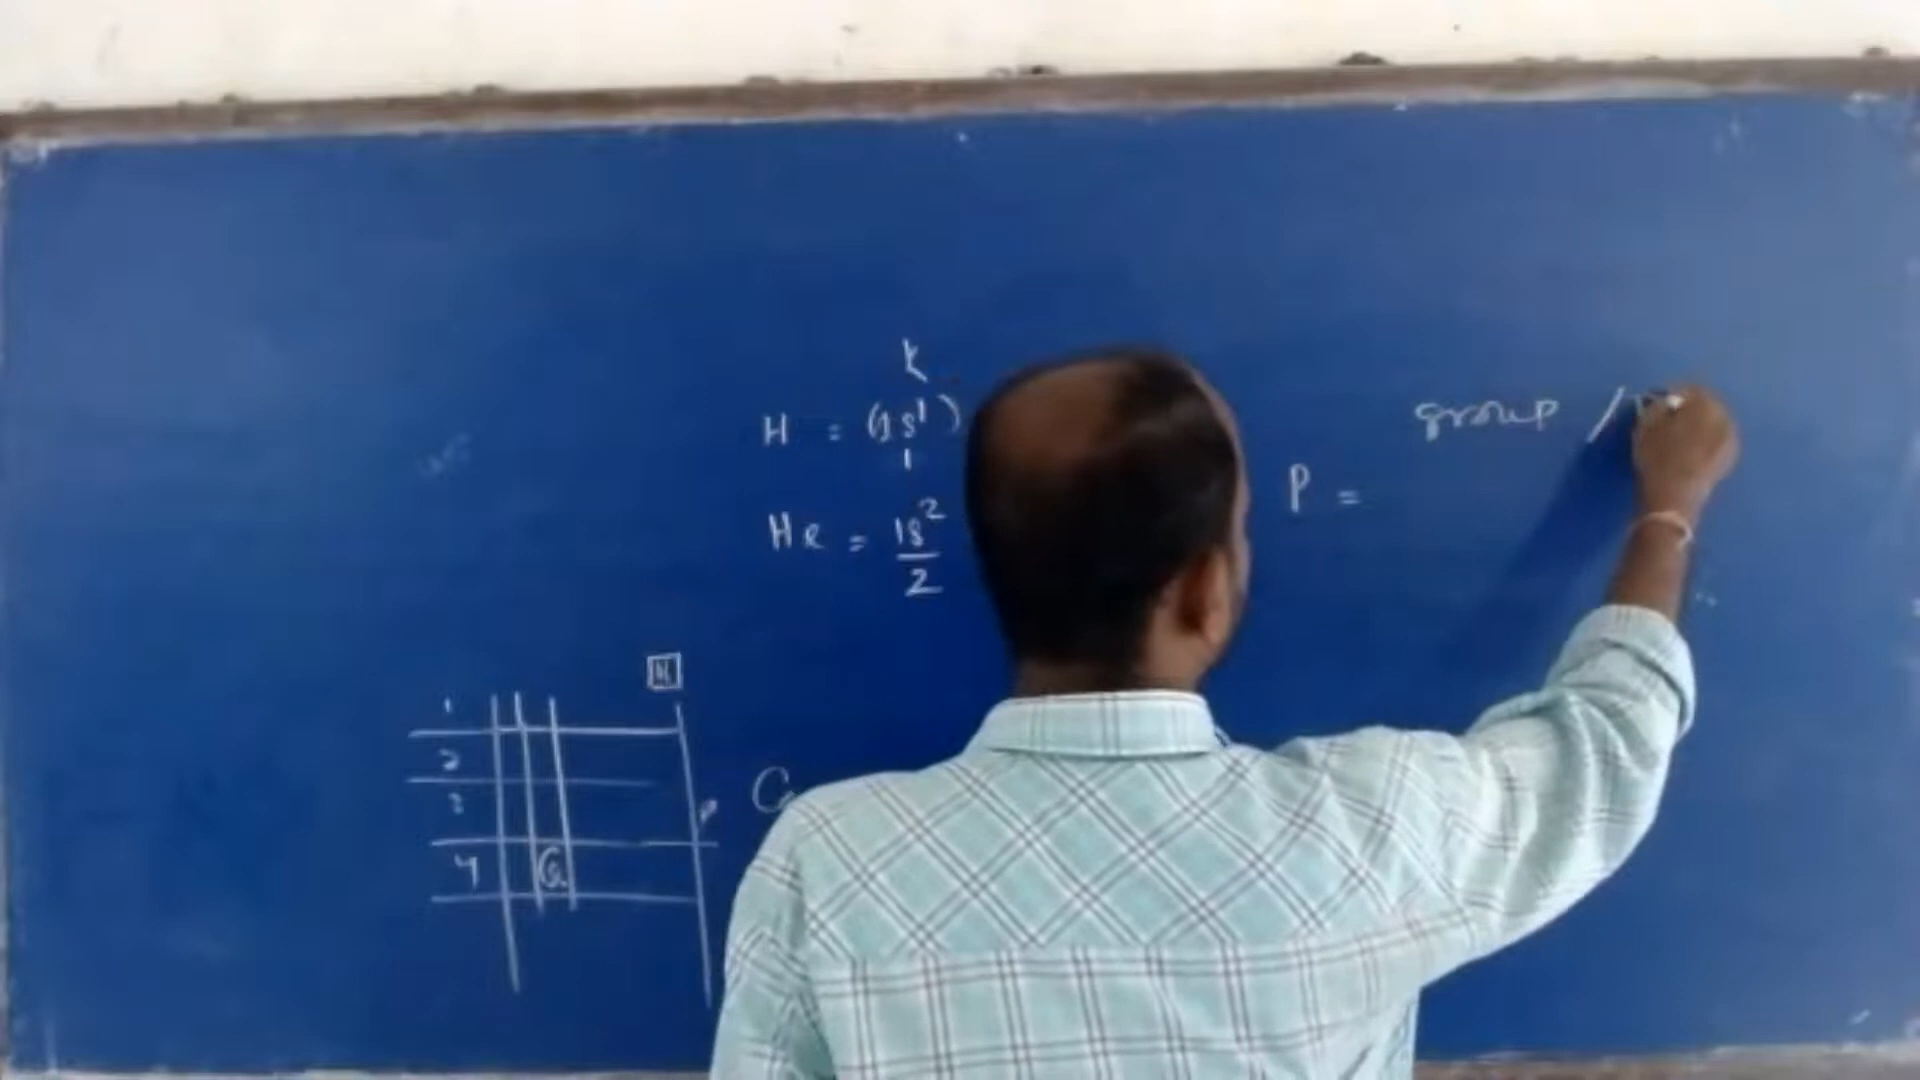 K
H = (1s¹)
1
He = 1s²
2
group /
P =
H
1
2
3
4
G